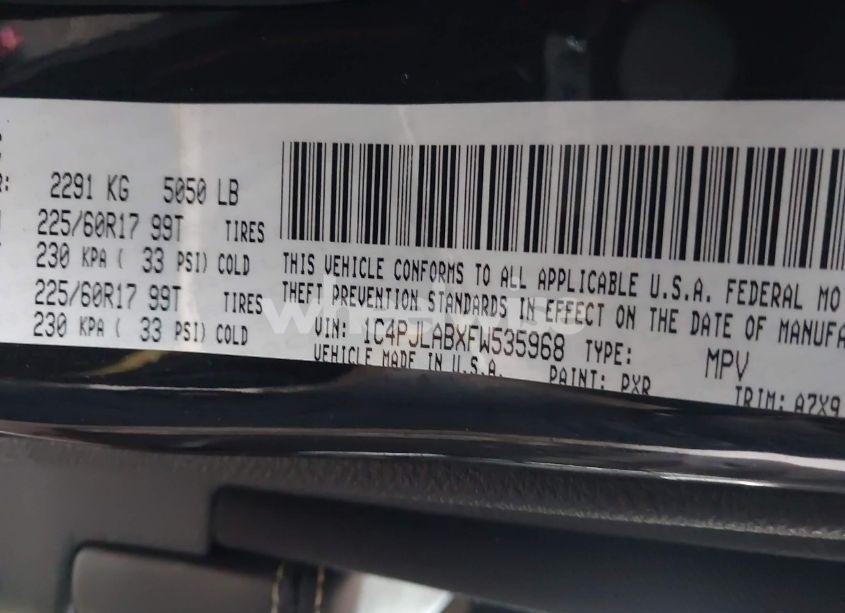 R: 2291 KG 5050 LB
225/60R17 99T TIRES
230 KPA ( 33 PSI) COLD
225/60R17 99T TIRES
230 KPA ( 33 PSI) COLD
THIS VEHICLE CONFORMS TO ALL APPLICABLE U.S.A. FEDERAL MO
THEFT PREVENTION STANDARDS IN EFFECT ON THE DATE OF MANUFA
VIN: 1C4PJLABXFW535968 TYPE: MPV
VEHICLE MADE IN U.S.A. PAINT: PXR TRIM: A7X9